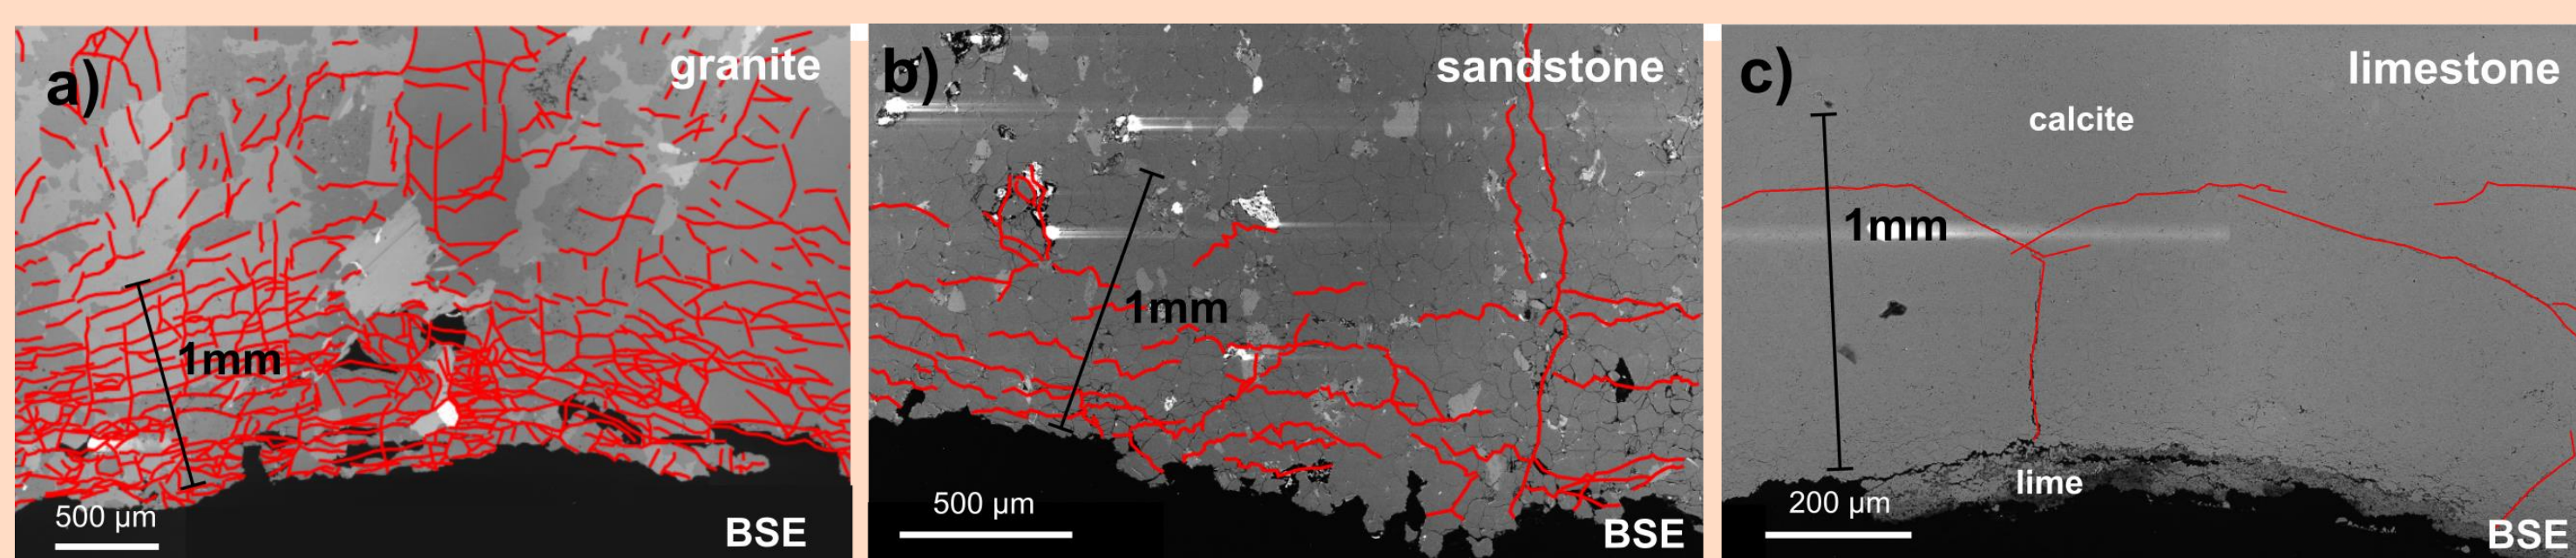 a)
granite
1mm
500 µm
BSE
b)
sandstone
1mm
500 µm
BSE
c)
limestone
calcite
1mm
lime
200 µm
BSE